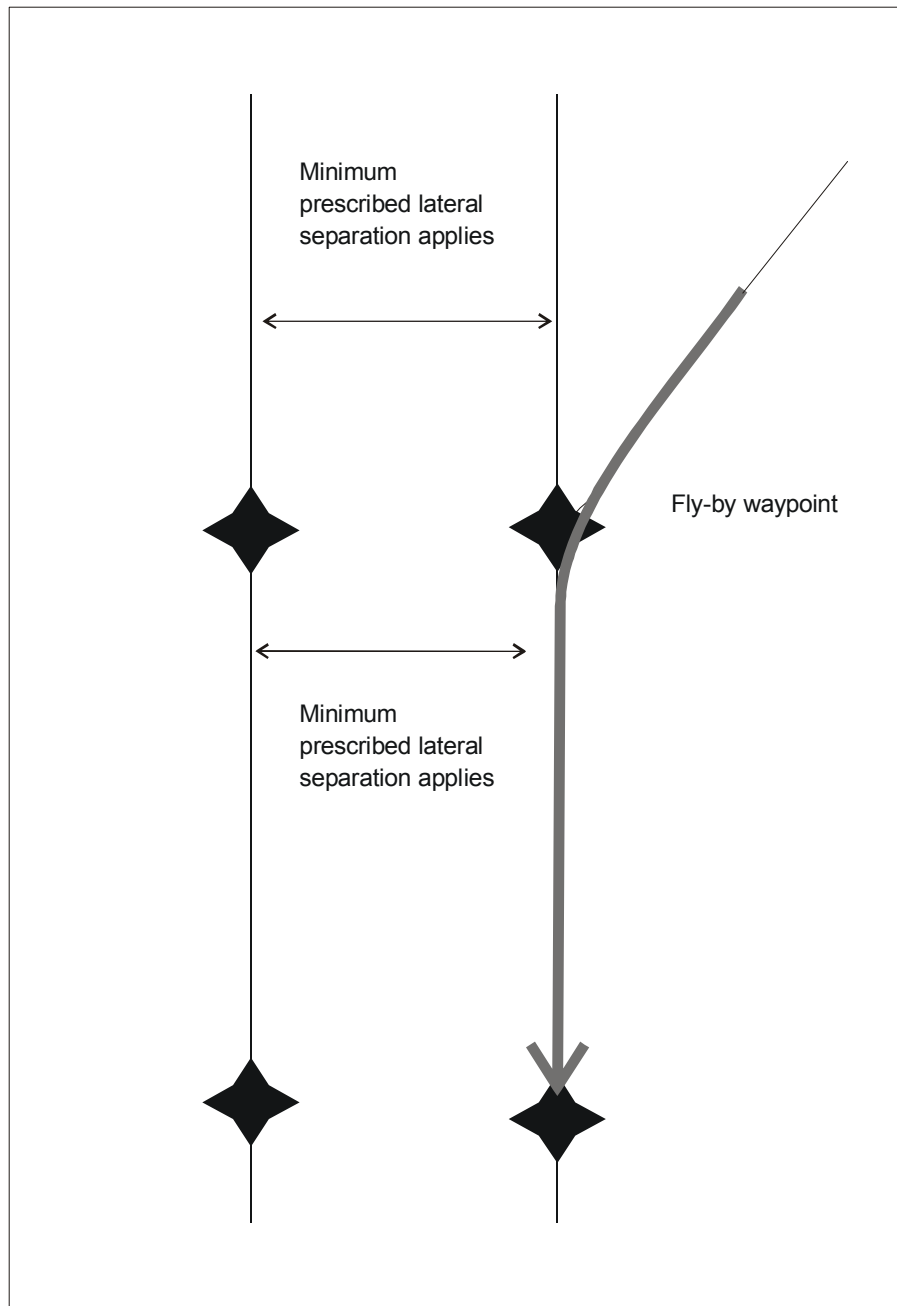 Minimum
prescribed lateral
separation applies
Fly-by waypoint
Minimum
prescribed lateral
separation applies